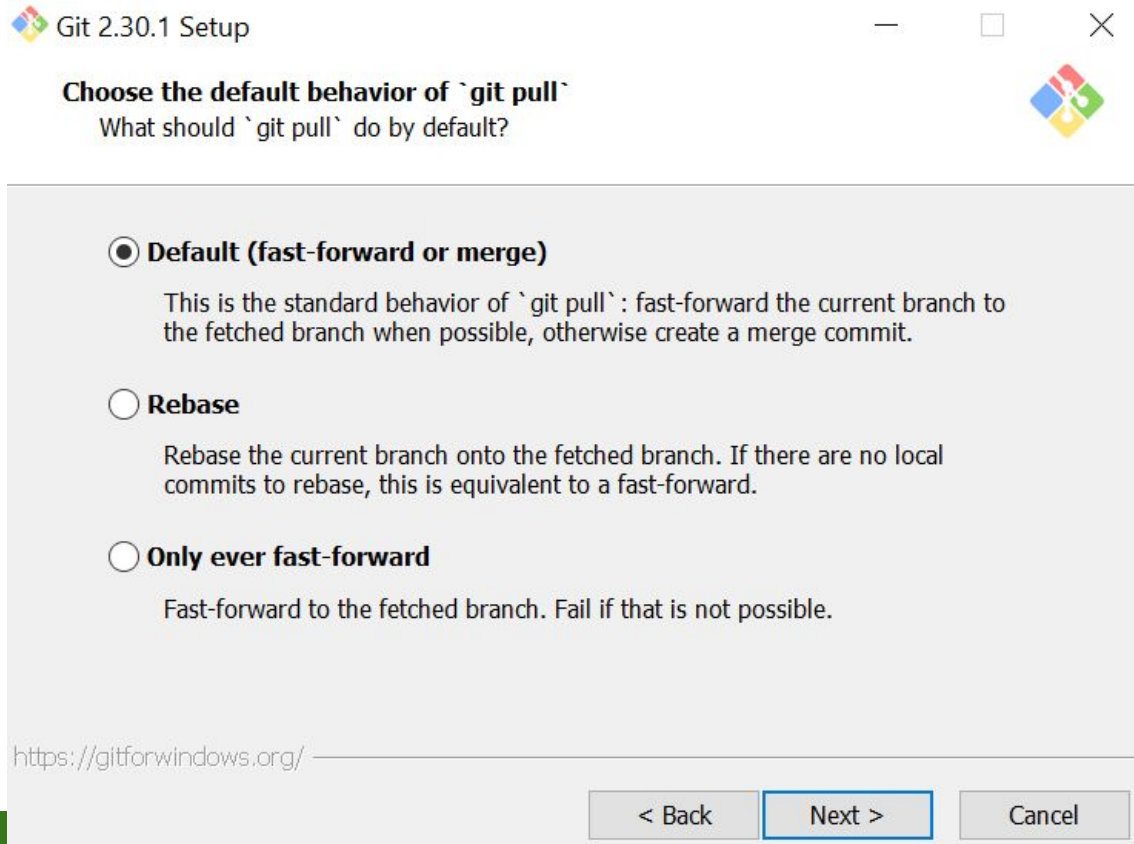 Git 2.30.1 Setup
Choose the default behavior of `git pull`
What should `git pull` do by default?
Default (fast-forward or merge)
This is the standard behavior of `git pull`: fast-forward the current branch to
the fetched branch when possible, otherwise create a merge commit.
Rebase
Rebase the current branch onto the fetched branch. If there are no local
commits to rebase, this is equivalent to a fast-forward.
Only ever fast-forward
Fast-forward to the fetched branch. Fail if that is not possible.
https://gitforwindows.org/
< Back Next > Cancel